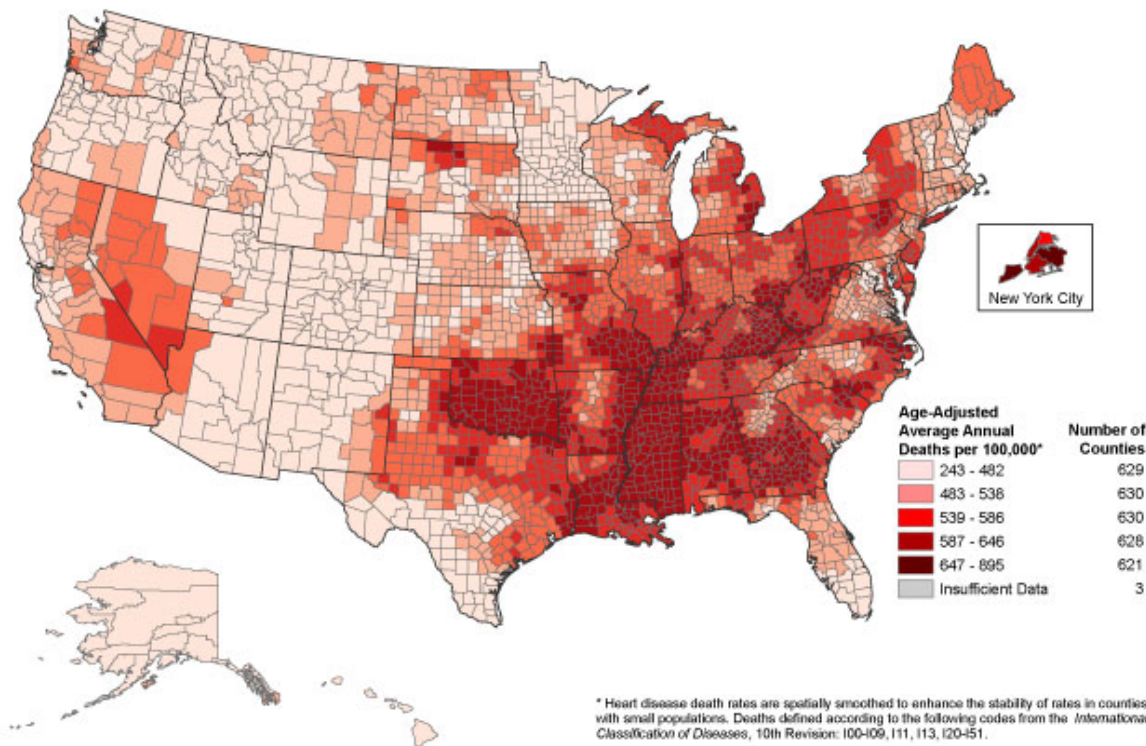 New York City
Age-Adjusted
Average Annual
Deaths per 100,000*
Number of
Counties
243 - 482 629
483 - 538 630
539 - 586 630
587 - 646 628
647 - 895 621
Insufficient Data 3
* Heart disease death rates are spatially smoothed to enhance the stability of rates in counties
with small populations. Deaths defined according to the following codes from the Internationa
Classification of Diseases, 10th Revision: I00-I09, I11, I13, I20-I51.